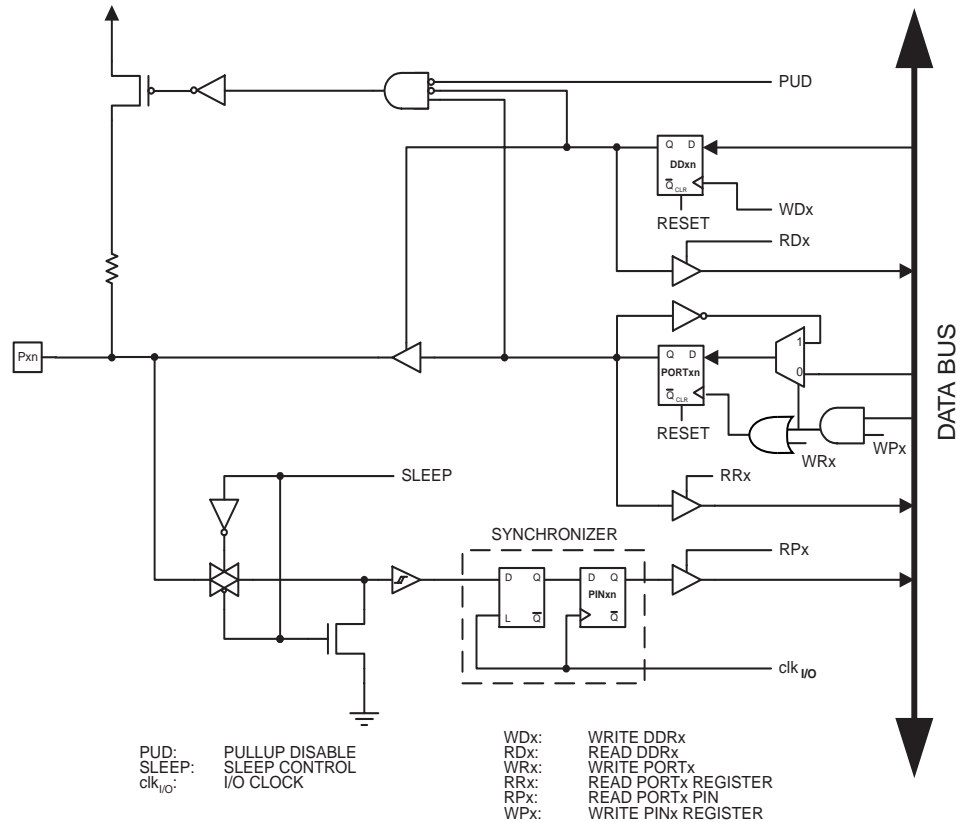 PUD
Q D
DDxn
Q CLR
WDx
RESET
RDx
1
Pxn
Q D
PORTxn
0
Q CLR
RESET
WRx
WPx
DATA BUS
SLEEP
RRx
SYNCHRONIZER
RPx
D Q
D Q
PINxn
L Q
Q
clk I/O
PUD: PULLUP DISABLE
SLEEP: SLEEP CONTROL
clkI/O: I/O CLOCK
WDx: WRITE DDRx
RDx: READ DDRx
WRx: WRITE PORTx
RRx: READ PORTx REGISTER
RPx: READ PORTx PIN
WPx: WRITE PINx REGISTER